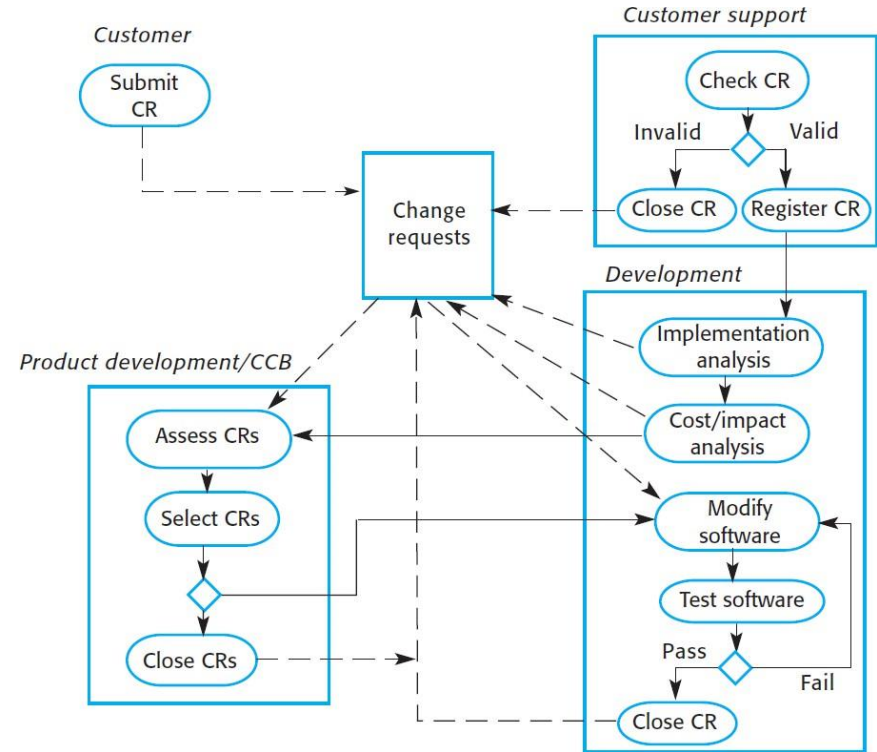 Customer
Submit
CR
Customer support
Check CR
Invalid
Valid
Close CR
Register CR
Change
requests
Development
Implementation
analysis
Cost/impact
analysis
Modify
software
Test software
Pass
Fail
Close CR
Product development/CCB
Assess CRs
Select CRs
Close CRs